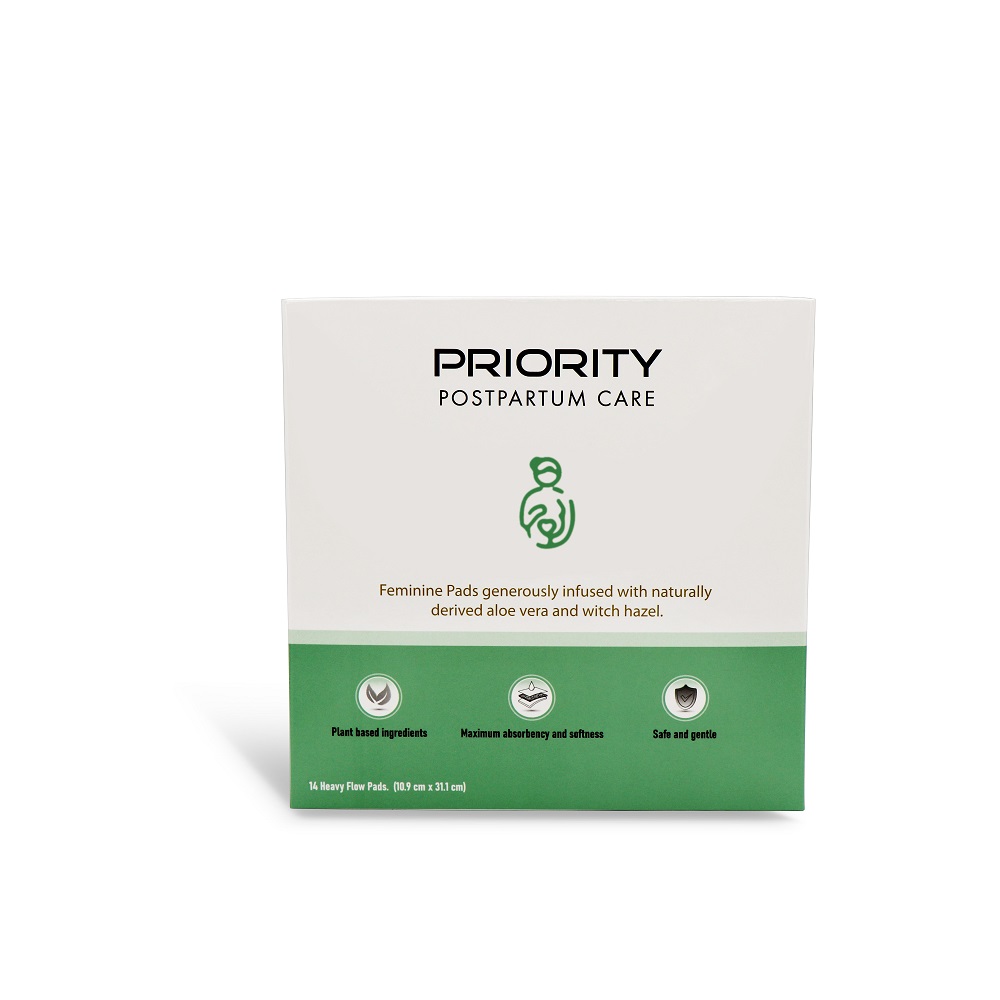 PRIORITY
POSTPARTUM CARE
Feminine Pads generously infused with naturally
derived aloe vera and witch hazel.
Plant based ingredients
Maximum absorbency and softness
Safe and gentle
14 Heavy Flow Pads. (10.9 cm x 31.1 cm)